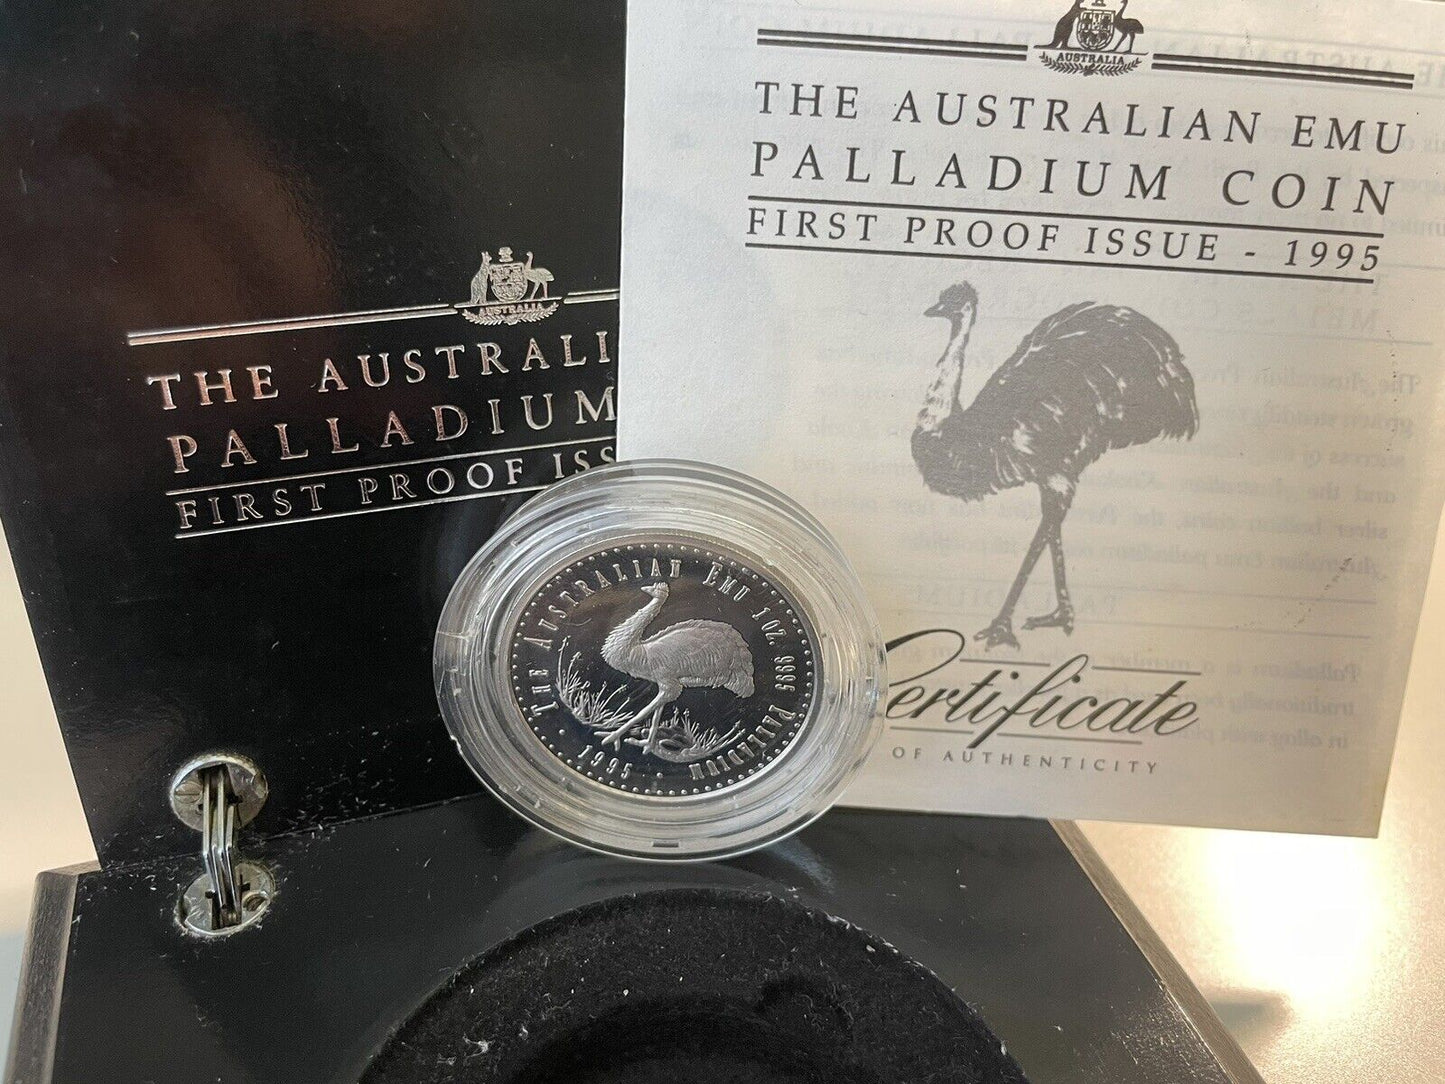 AUSTRALIA
THE AUSTRALI
PALLADIUM
FIRST PROOF ISS
AUSTRALIA
THE AUSTRALIAN EMU
PALLADIUM COIN
FIRST PROOF ISSUE - 1995
Certificate
OF AUTHENTICITY
THE AUSTRALIAN EMU 1 OZ. 9995 PALLADIUM
· 1995 ·